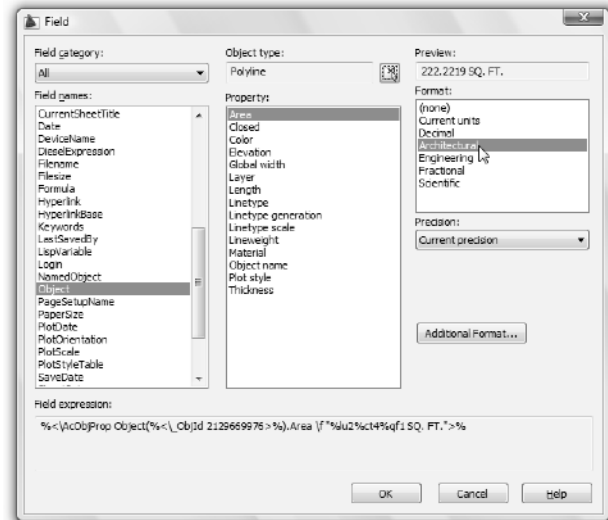 Field
Field category:
All
Field names:
CurrentSheetTitle
Date
DeviceName
DieselExpression
Filename
Filesize
Formula
Hyperlink
HyperlinkBase
Keywords
LastSavedBy
LispVariable
Login
NamedObject
Object
PageSetupName
PaperSize
PlotDate
PlotOrientation
PlotScale
PlotStyleTable
SaveDate
Object type:
Polyline
Property:
Area
Closed
Color
Elevation
Global width
Layer
Length
Linetype
Linetype generation
Linetype scale
Lineweight
Material
Object name
Plot style
Thickness
Preview:
222.2219 SQ. FT.
Format:
(none)
Current units
Decimal
Architectural
Engineering
Fractional
Scientific
Precision:
Current precision
Additional Format...
Field expression:
%<\AcObjProp Object(%<\_ObjId 2129669976>%).Area \f "%lu2%ct4%qf1 SQ. FT.">%
OK
Cancel
Help